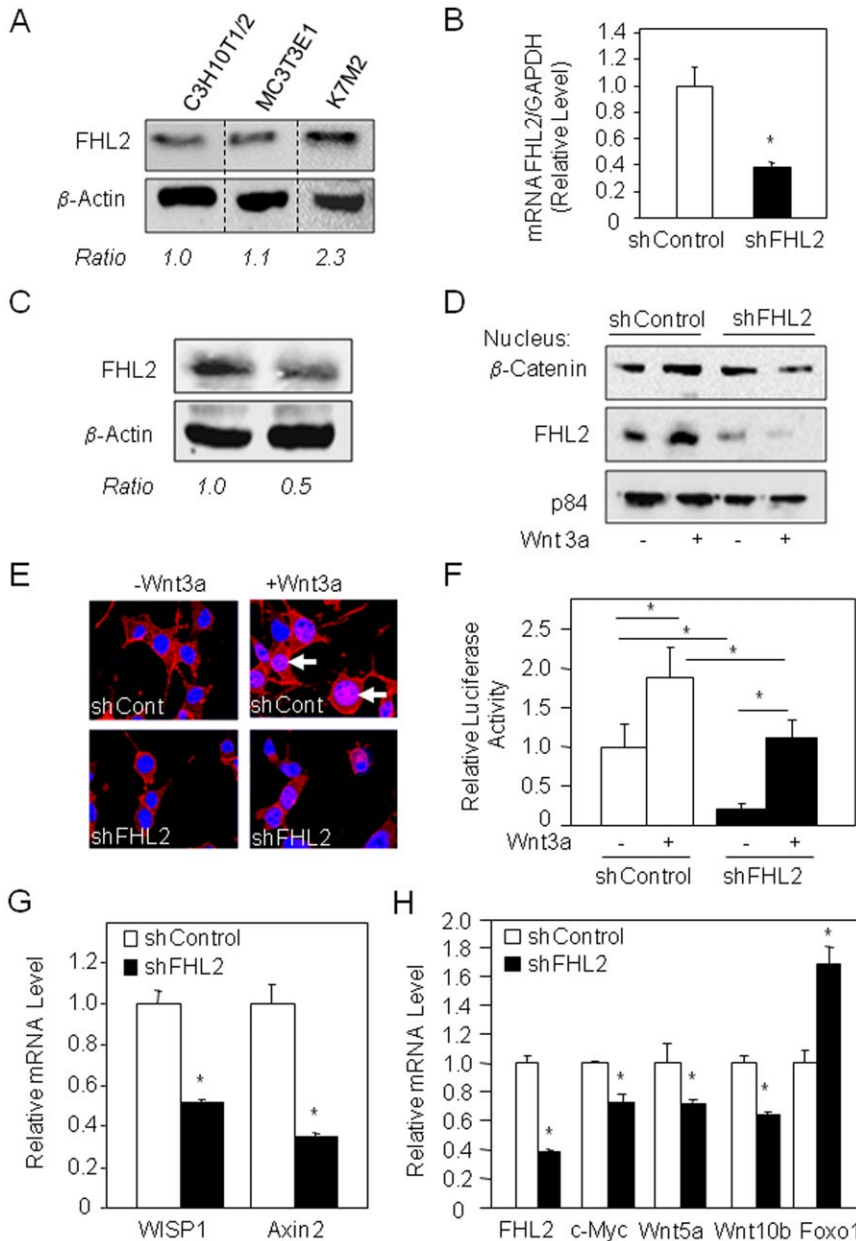 A
C3H10T1/2
MC3T3E1
K7M2
FHL2
β-Actin
Ratio 1.0 1.1 2.3
B
mRNA FHL2/GAPDH
(Relative Level)
1.4
1.2
1.0
0.8
0.6
0.4
0.2
0
*
shControl shFHL2
C
FHL2
β-Actin
Ratio 1.0 0.5
D
shControl shFHL2
Nucleus:
β-Catenin
FHL2
p84
Wnt3a - + - +
E
-Wnt3a +Wnt3a
shCont shCont
shFHL2 shFHL2
F
Relative Luciferase
Activity
2.5
2.0
1.5
1.0
0.5
0
* * * *
Wnt3a - + - +
shControl shFHL2
G
Relative mRNA Level
shControl
shFHL2
1.2
1.0
0.8
0.6
0.4
0.2
0
* *
WISP1 Axin2
H
Relative mRNA Level
shControl
shFHL2
2.0
1.8
1.6
1.4
1.2
1.0
0.8
0.6
0.4
0.2
0
* * * * *
FHL2 c-Myc Wnt5a Wnt10b Foxo1